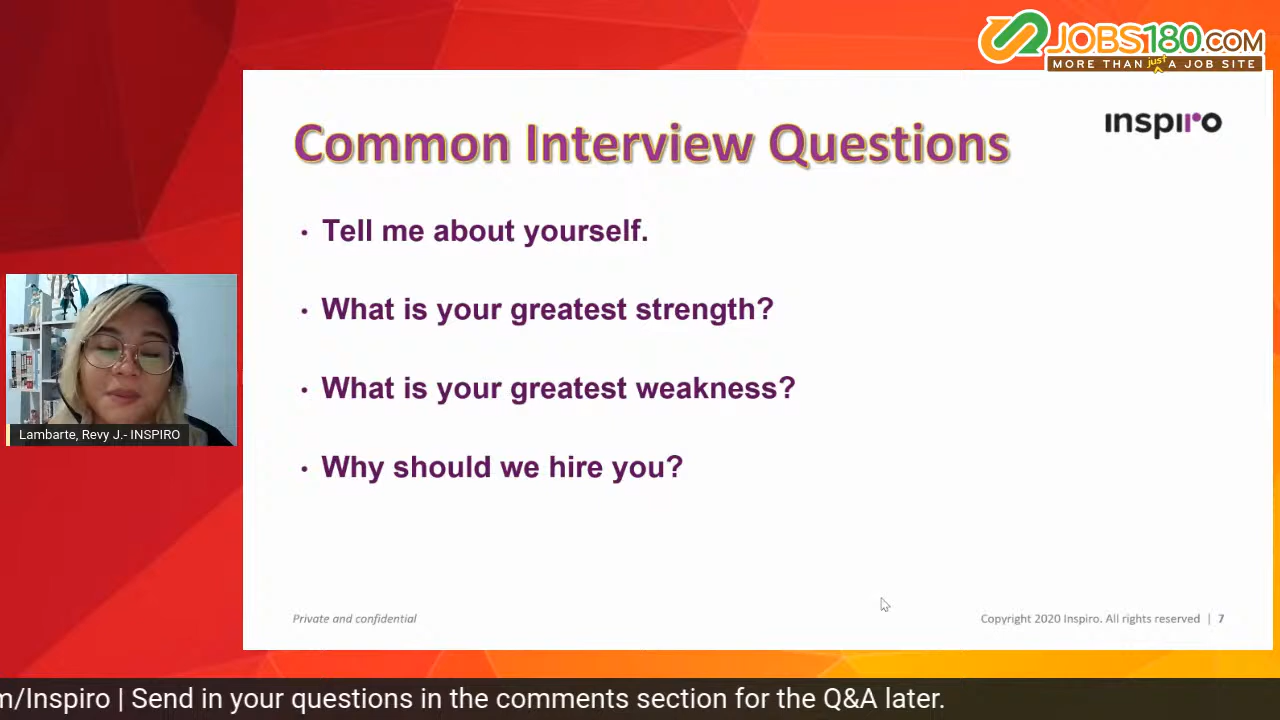 JOBS180.COM
MORE THAN just A JOB SITE
inspiro
Common Interview Questions
• Tell me about yourself.
• What is your greatest strength?
• What is your greatest weakness?
• Why should we hire you?
Lambarte, Revy J.- INSPIRO
Private and confidential
Copyright 2020 Inspiro. All rights reserved | 7
m/Inspiro | Send in your questions in the comments section for the Q&A later.